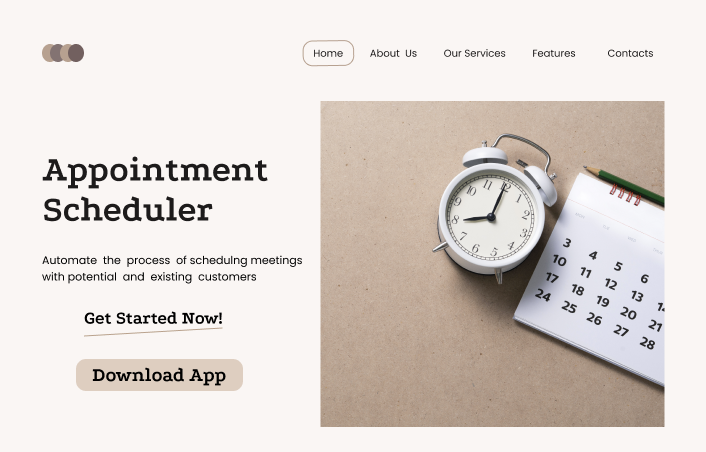 Home About Us Our Services Features Contacts
Appointment
Scheduler
Automate the process of scheduling meetings
with potential and existing customers
Get Started Now!
Download App
12
1
2
3
4
5
6
7
8
9
10
11
3 4 5 6
10 11 12 13 14
17 18 19 20 21
24 25 26 27 28